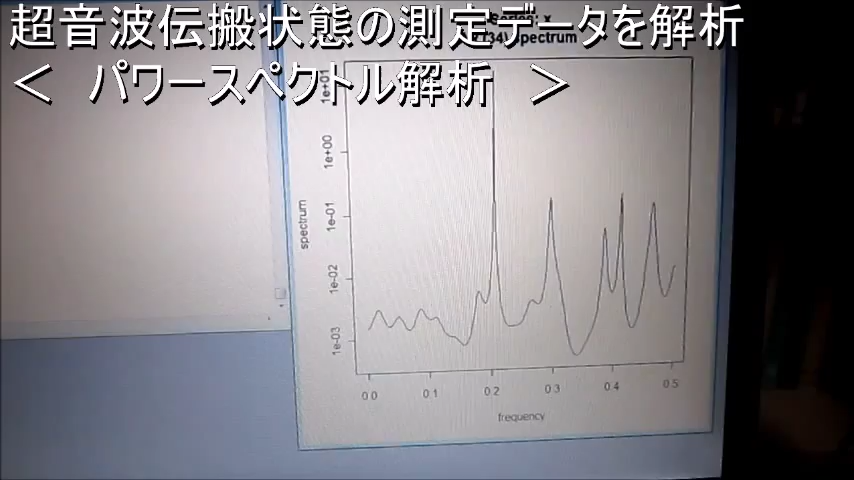 超音波伝搬状態の測定データを解析
＜　パワースペクトル解析　＞
Series: x
Spectrum
spectrum
1e+01
1e+00
1e-01
1e-02
1e-03
0.0 0.1 0.2 0.3 0.4 0.5
frequency